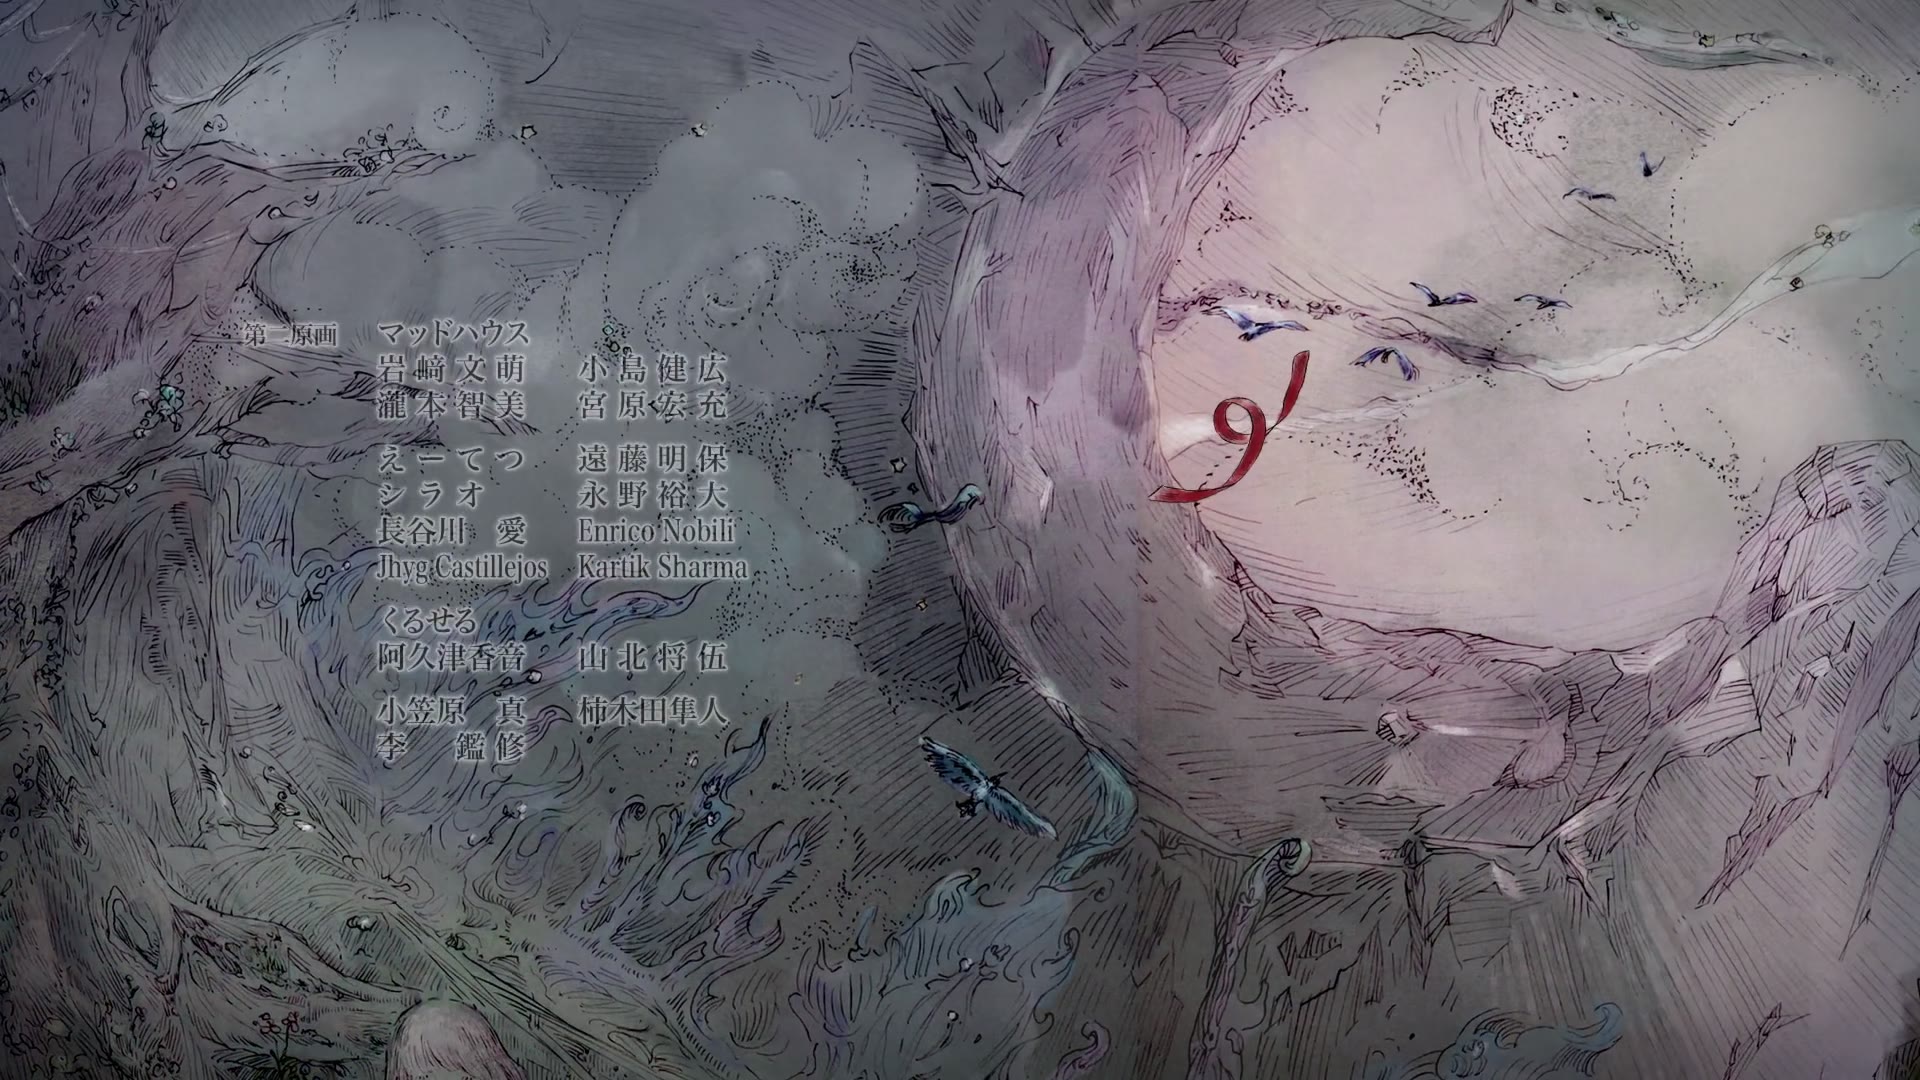 第二原画 マッドハウス
岩﨑文萌 小島健広
瀧本智美 宮原宏充
えーてつ 遠藤明保
シラオ 永野裕大
長谷川 愛 Enrico Nobili
Jhyg Castillejos Kartik Sharma
くるせる
阿久津香音 山北将伍
小笠原 真 柿木田隼人
李 鑑修